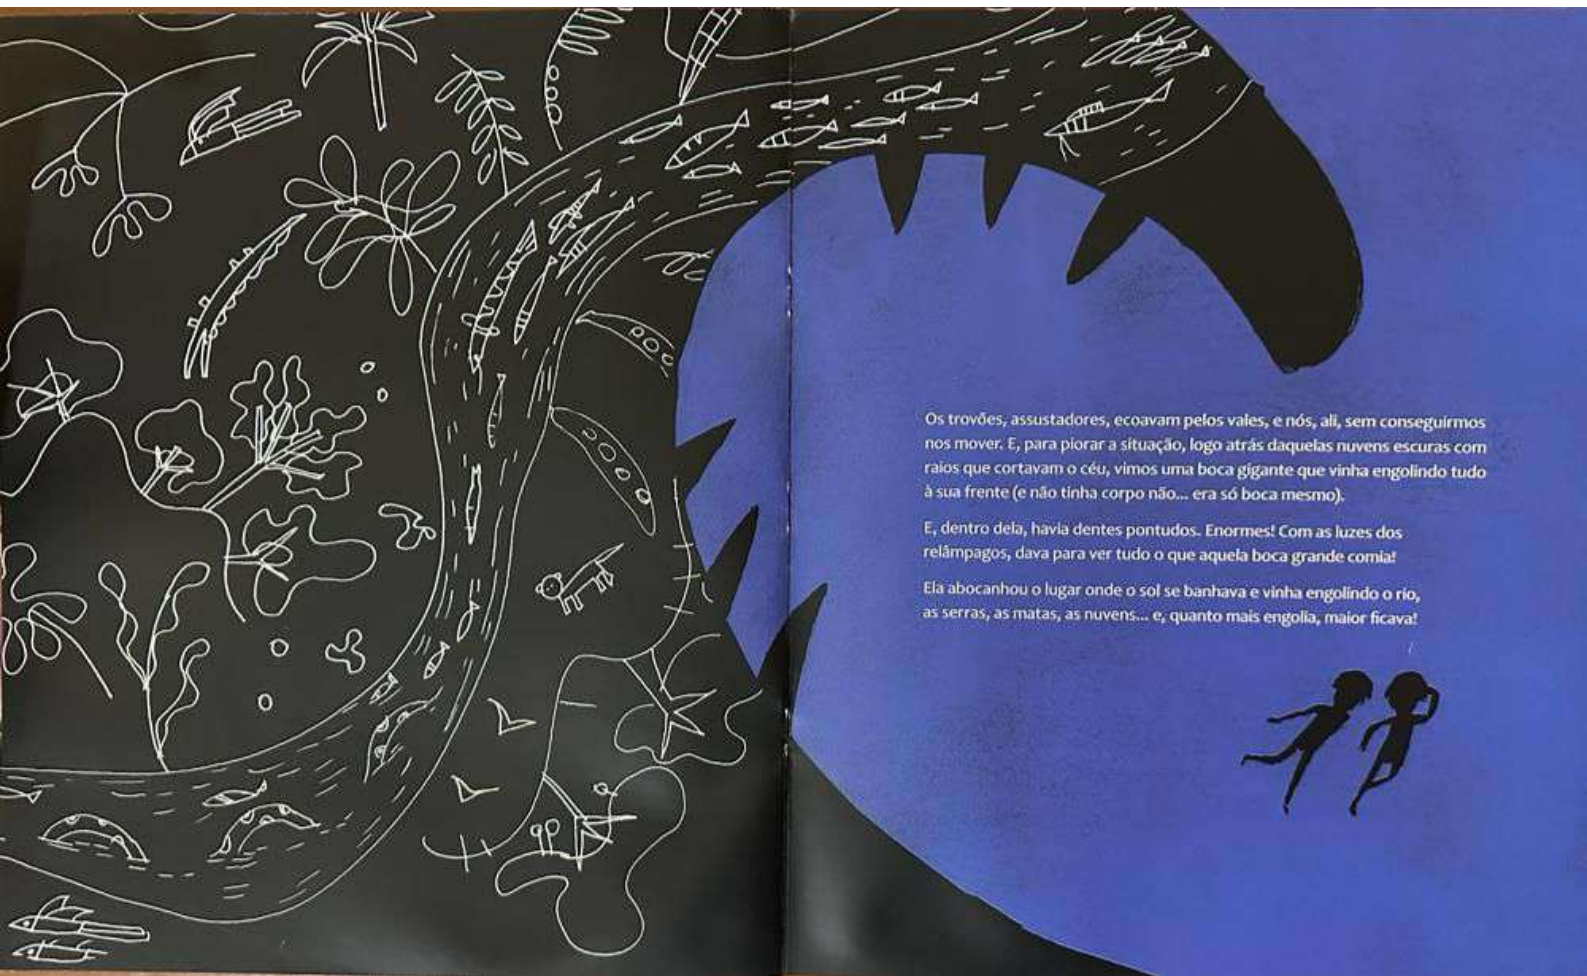 Os trovões, assustadores, ecoavam pelos vales, e nós, ali, sem conseguirmos
nos mover. E, para piorar a situação, logo atrás daquelas nuvens escuras com
raios que cortavam o céu, vimos uma boca gigante que vinha engolindo tudo
à sua frente (e não tinha corpo não... era só boca mesmo).
E, dentro dela, havia dentes pontudos. Enormes! Com as luzes dos
relâmpagos, dava para ver tudo o que aquela boca grande comia!
Ela abocanhou o lugar onde o sol se banhava e vinha engolindo o rio,
as serras, as matas, as nuvens... e, quanto mais engolia, maior ficava!